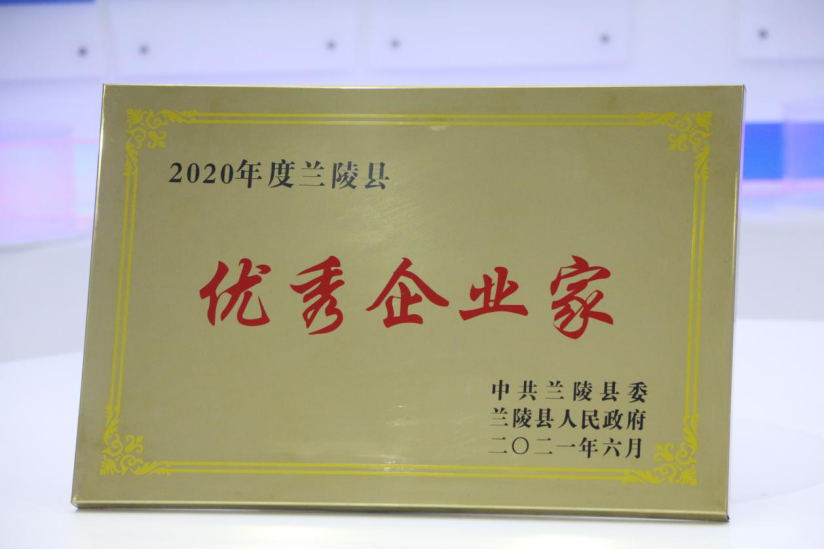 2020年度兰陵县
优秀企业家
中共兰陵县委
兰陵县人民政府
二〇二一年六月